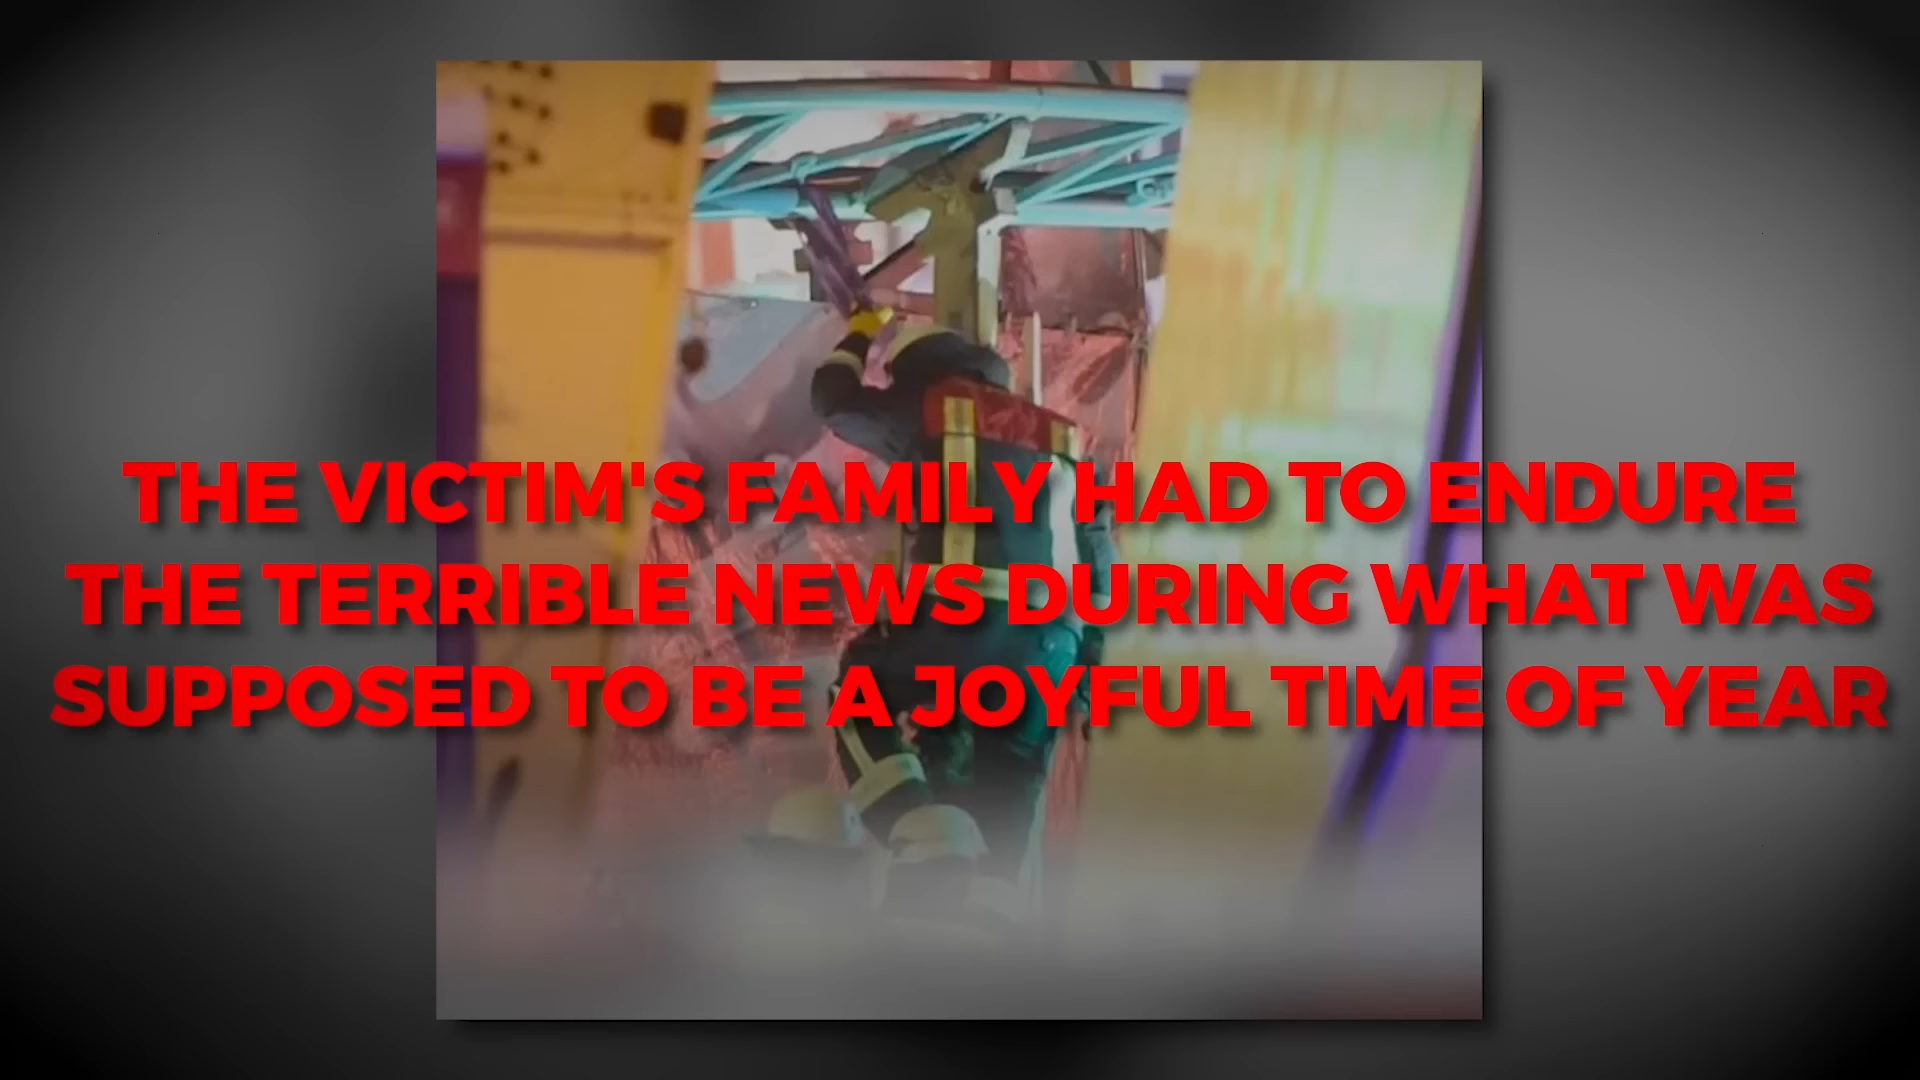 THE VICTIM'S FAMILY HAD TO ENDURE
THE TERRIBLE NEWS DURING WHAT WAS
SUPPOSED TO BE A JOYFUL TIME OF YEAR